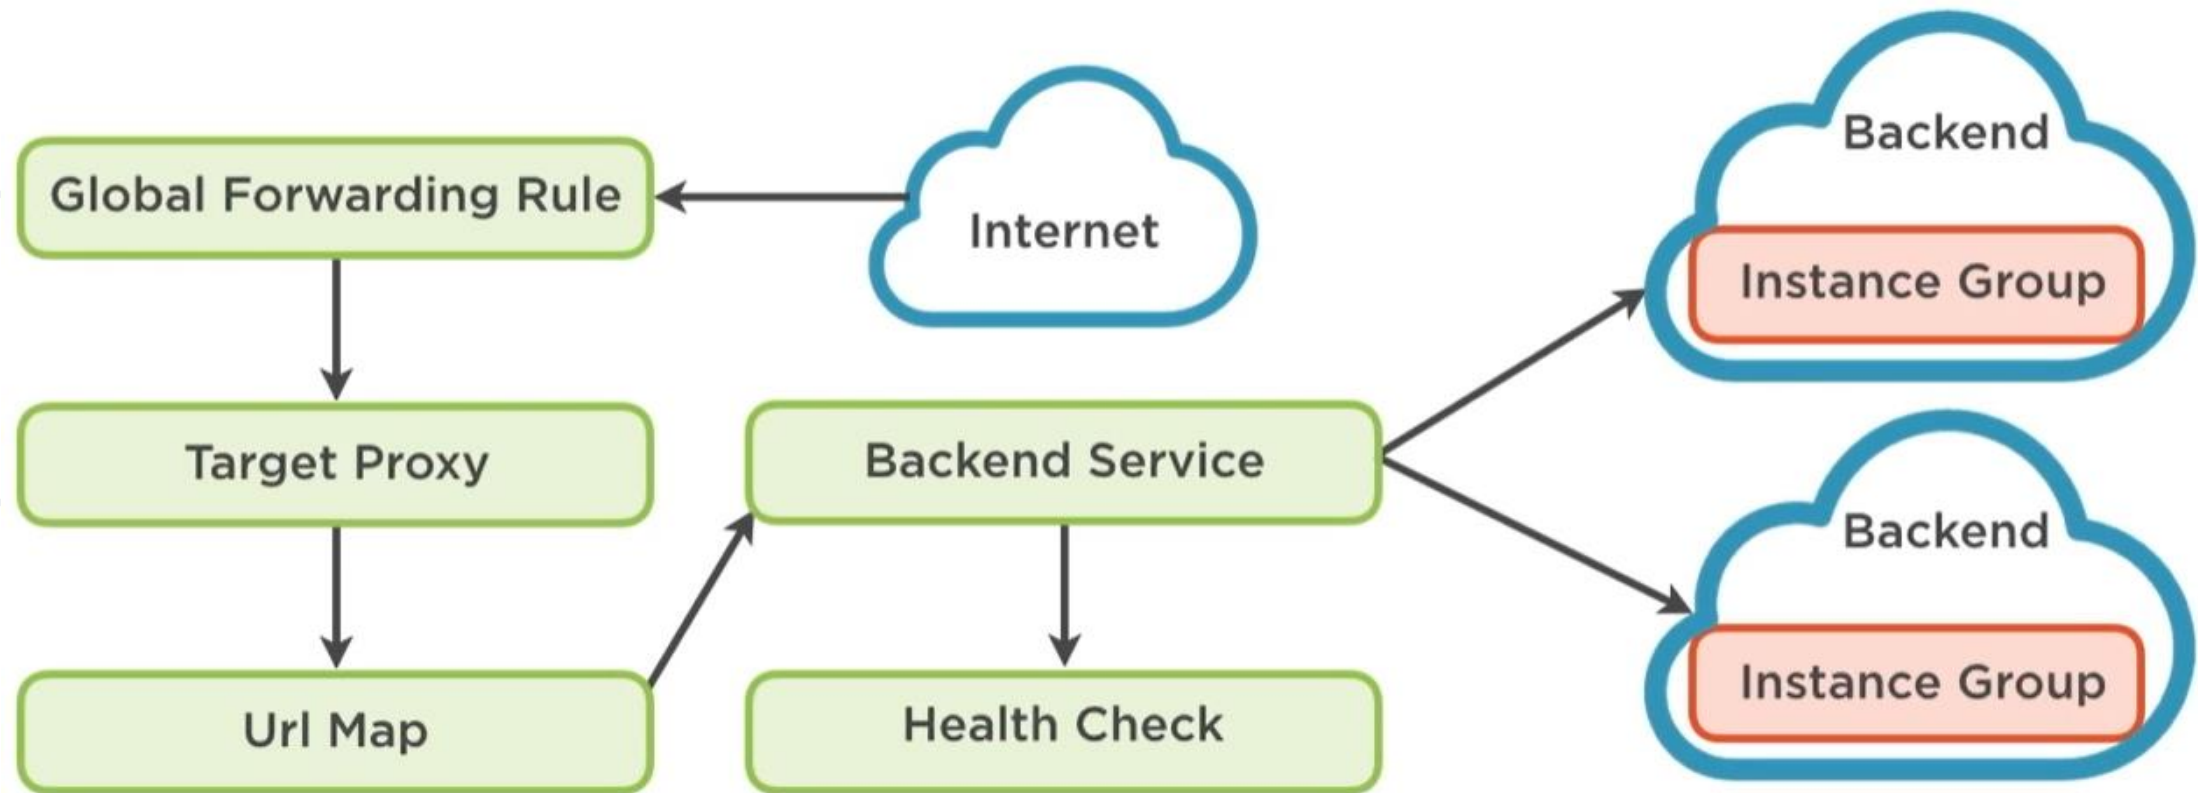 Global Forwarding Rule
Internet
Backend
Instance Group
Target Proxy
Backend Service
Backend
Instance Group
Url Map
Health Check